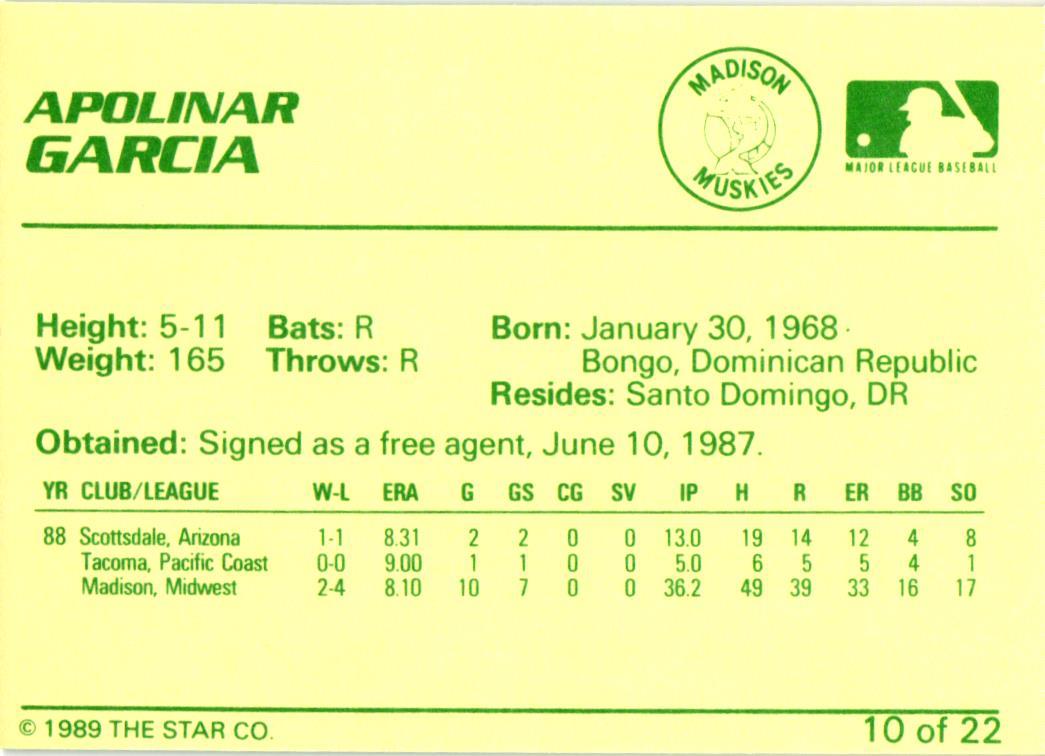 APOLINAR
GARCIA
MADISON
MUSKIES
MAJOR LEAGUE BASEBALL
Height: 5-11 Bats: R Born: January 30, 1968
Weight: 165 Throws: R Bongo, Dominican Republic
Resides: Santo Domingo, DR
Obtained: Signed as a free agent, June 10, 1987.
YR CLUB/LEAGUE W-L ERA G GS CG SV IP H R ER BB SO
88 Scottsdale, Arizona 1-1 8.31 2 2 0 0 13.0 19 14 12 4 8
Tacoma, Pacific Coast 0-0 9.00 1 1 0 0 5.0 6 5 5 4 1
Madison, Midwest 2-4 8.10 10 7 0 0 36.2 49 39 33 16 17
© 1989 THE STAR CO. 10 of 22